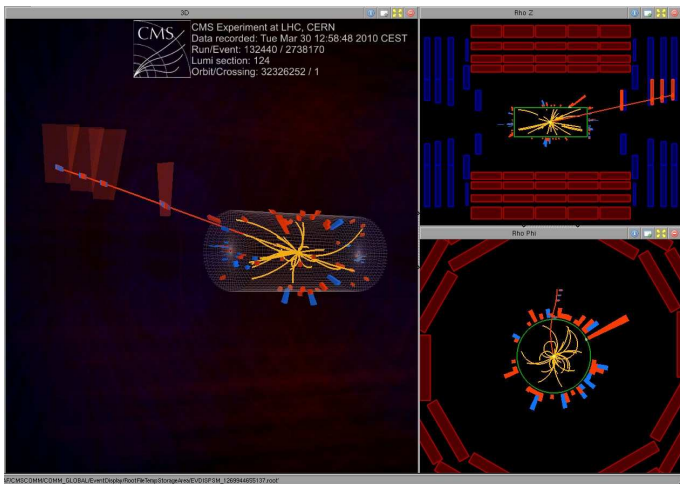 3D
Rho Z
CMS
CMS Experiment at LHC, CERN
Data recorded: Tue Mar 30 12:58:48 2010 CEST
Run/Event: 132440 / 2738170
Lumi section: 124
Orbit/Crossing: 32326252 / 1
Rho Phi